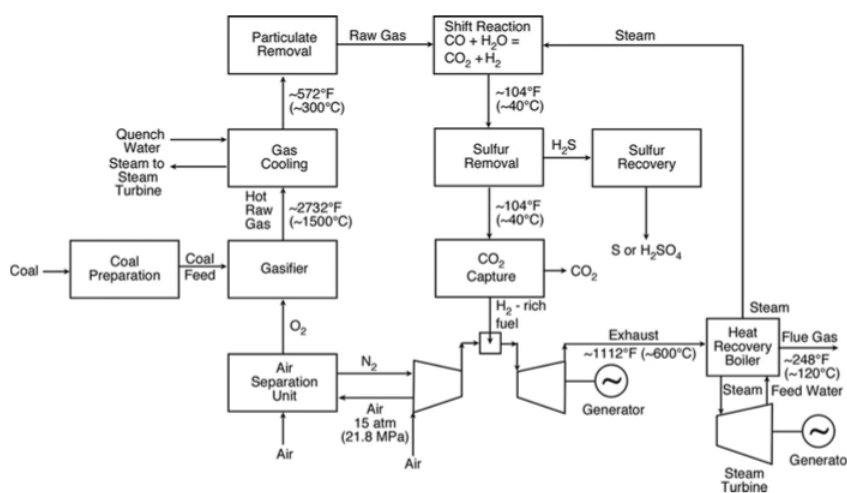 Particulate
Removal
Raw Gas
Shift Reaction
CO + H₂O =
CO₂ + H₂
Steam
~572°F
(~300°C)
~104°F
(~40°C)
Quench
Water
Steam to
Steam
Turbine
Gas
Cooling
Sulfur
Removal
H₂S
Sulfur
Recovery
Hot
Raw
Gas
~2732°F
(~1500°C)
~104°F
(~40°C)
S or H₂SO₄
Coal
Coal
Preparation
Coal
Feed
Gasifier
CO₂
Capture
CO₂
O₂
H₂ - rich
fuel
Steam
Air
Separation
Unit
N₂
Exhaust
~1112°F (~600°C)
Heat
Recovery
Boiler
Flue Gas
~248°F
(~120°C)
Air
15 atm
(21.8 MPa)
Generator
Steam
Feed Water
Air
Air
Steam
Turbine
Generato